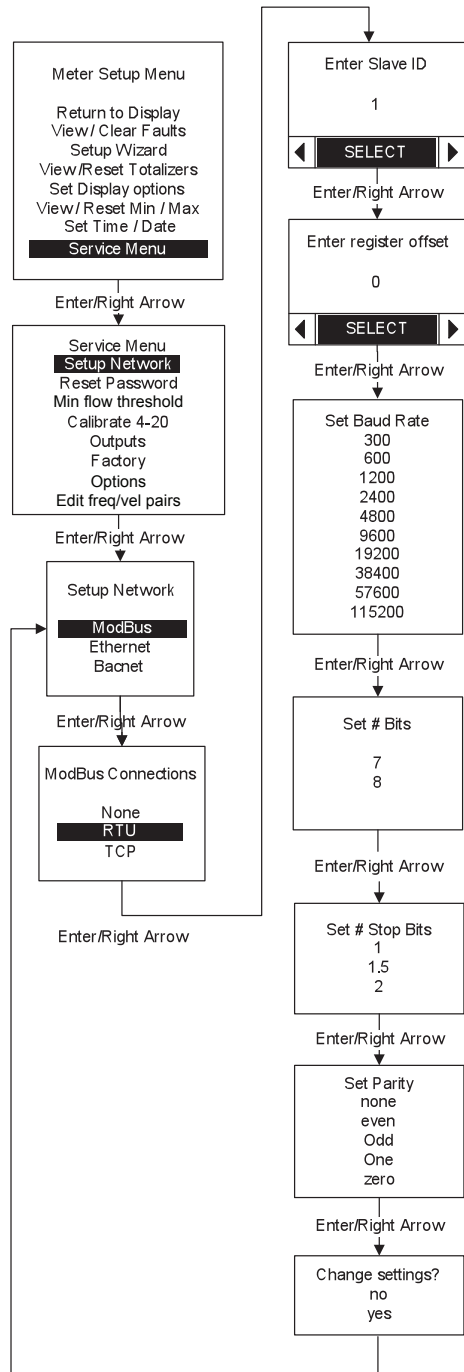 Meter Setup Menu
Return to Display
View / Clear Faults
Setup Wizard
View/Reset Totalizers
Set Display options
View / Reset Min / Max
Set Time / Date
Service Menu
Enter/Right Arrow
Service Menu
Setup Network
Reset Password
Min flow threshold
Calibrate 4-20
Outputs
Factory
Options
Edit freq/vel pairs
Enter/Right Arrow
Setup Network
ModBus
Ethernet
Bacnet
Enter/Right Arrow
ModBus Connections
None
RTU
TCP
Enter/Right Arrow
Enter Slave ID
1
SELECT
Enter/Right Arrow
Enter register offset
0
SELECT
Enter/Right Arrow
Set Baud Rate
300
600
1200
2400
4800
9600
19200
38400
57600
115200
Enter/Right Arrow
Set # Bits
7
8
Enter/Right Arrow
Set # Stop Bits
1
1.5
2
Enter/Right Arrow
Set Parity
none
even
Odd
One
zero
Enter/Right Arrow
Change settings?
no
yes